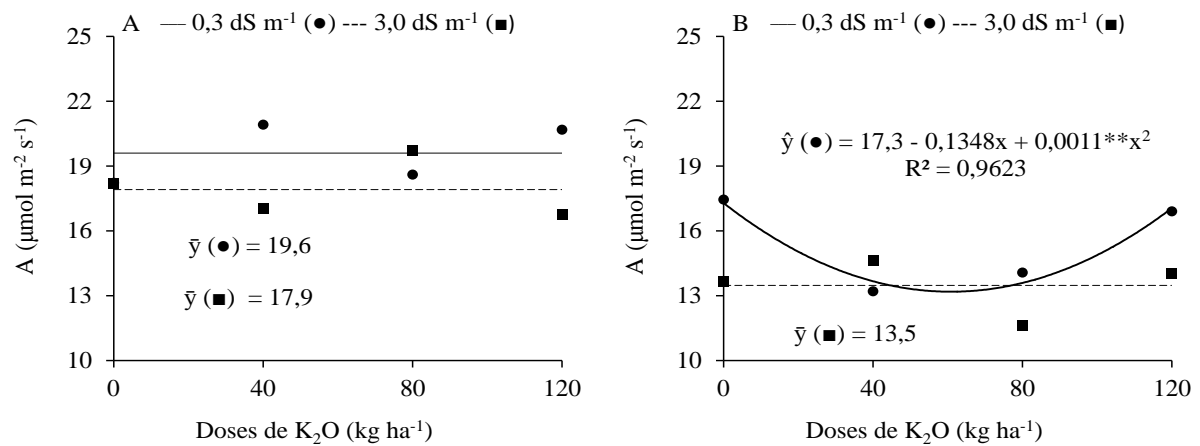 A — 0,3 dS m⁻¹ (●) --- 3,0 dS m⁻¹ (■)
25
22
19
16
13
10
A (μmol m⁻² s⁻¹)
ȳ (●) = 19,6
ȳ (■) = 17,9
0 40 80 120
Doses de K₂O (kg ha⁻¹)
B — 0,3 dS m⁻¹ (●) --- 3,0 dS m⁻¹ (■)
25
22
19
16
13
10
A (μmol m⁻² s⁻¹)
ŷ (●) = 17,3 - 0,1348x + 0,0011**x²
R² = 0,9623
ȳ (■) = 13,5
0 40 80 120
Doses de K₂O (kg ha⁻¹)